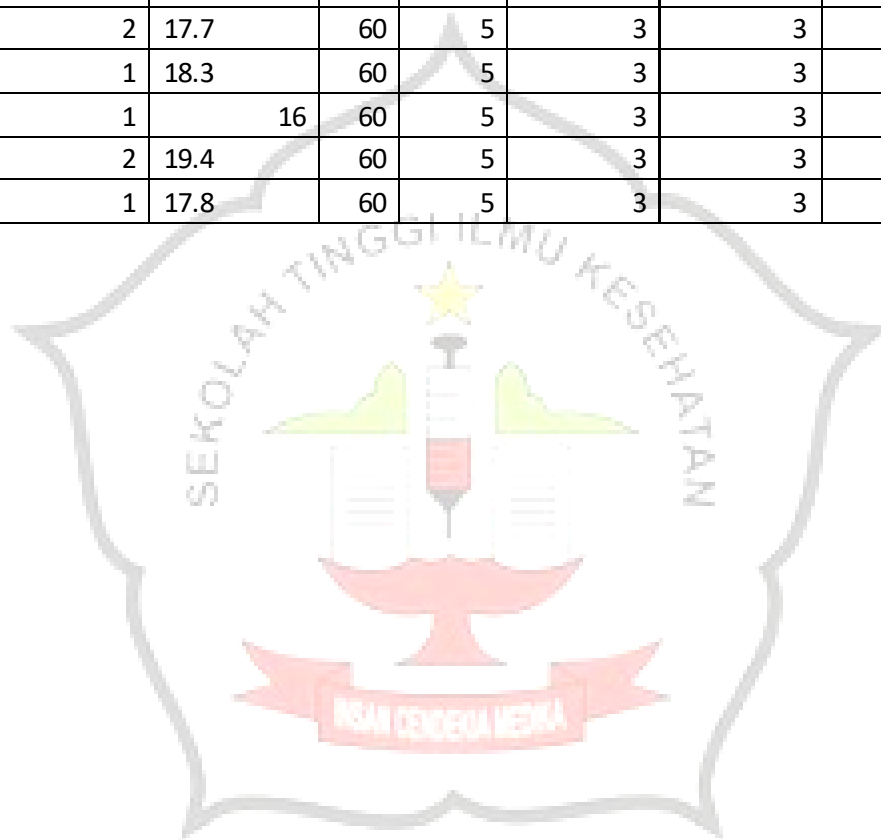 2 17.7 60 5 3 3
1 18.3 60 5 3 3
1 16 60 5 3 3
2 19.4 60 5 3 3
1 17.8 60 5 3 3
SEKOLAH TINGGI ILMU KESEHATAN
INSAN CENDEKIA MEDIKA